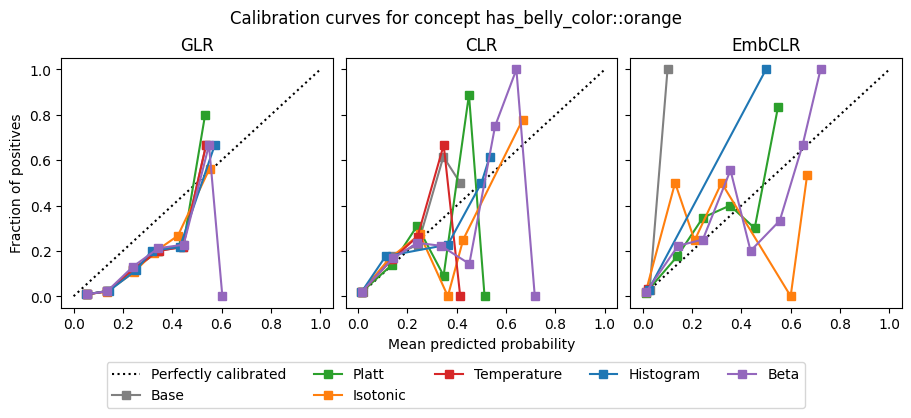 Calibration curves for concept has_belly_color::orange
GLR
CLR
EmbCLR
Fraction of positives
1.0
0.8
0.6
0.4
0.2
0.0
0.0 0.2 0.4 0.6 0.8 1.0
0.0 0.2 0.4 0.6 0.8 1.0
0.0 0.2 0.4 0.6 0.8 1.0
Mean predicted probability
Perfectly calibrated Platt Temperature Histogram Beta
Base Isotonic